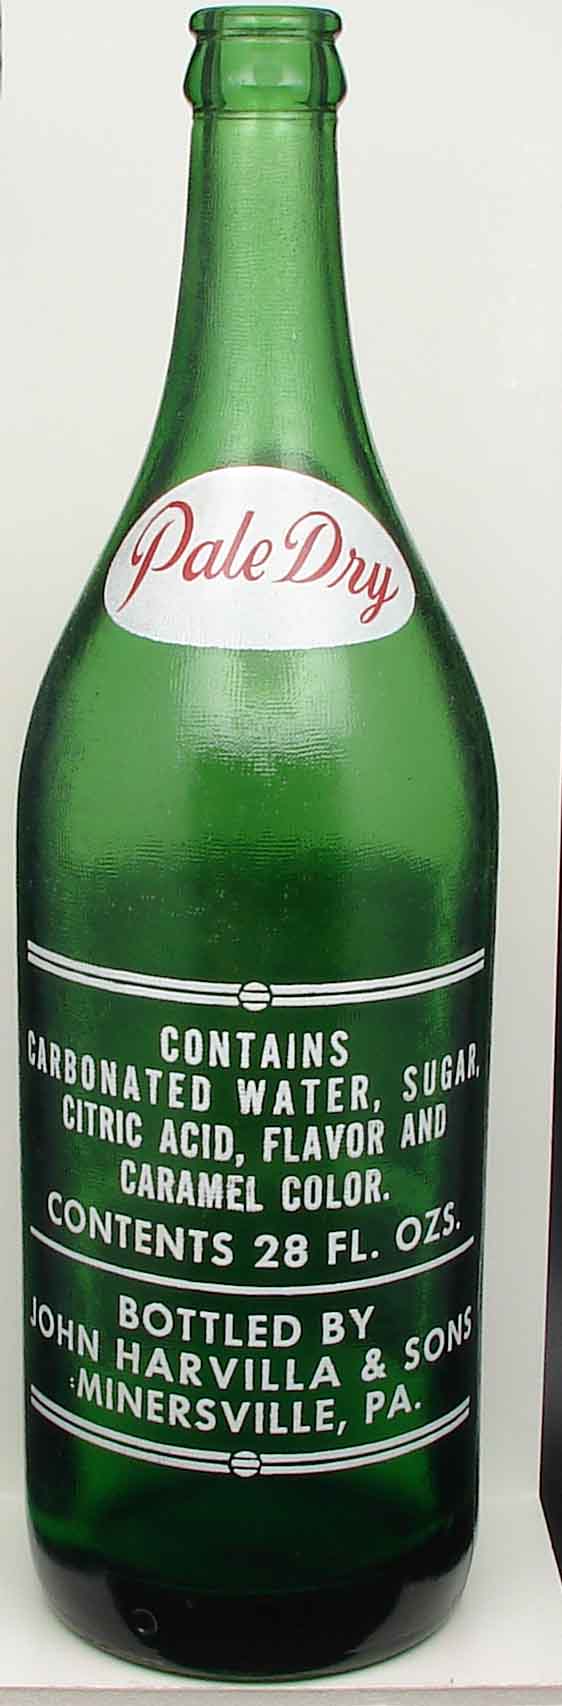 Pale Dry
CONTAINS
CARBONATED WATER, SUGAR,
CITRIC ACID, FLAVOR AND
CARAMEL COLOR.
CONTENTS 28 FL. OZS.
BOTTLED BY
JOHN HARVILLA & SONS
MINERSVILLE, PA.